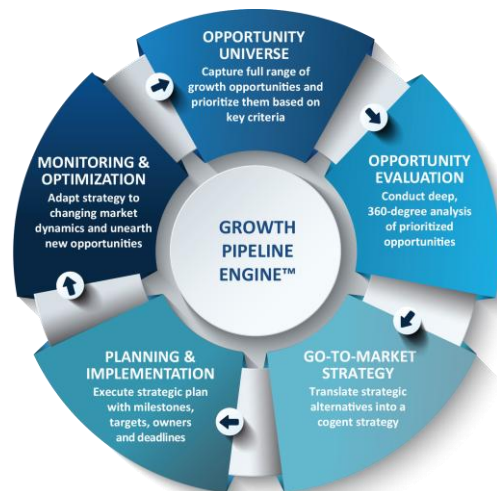 OPPORTUNITY
UNIVERSE
Capture full range of
growth opportunities and
prioritize them based on
key criteria
OPPORTUNITY
EVALUATION
Conduct deep,
360-degree analysis
of prioritized
opportunities
GO-TO-MARKET
STRATEGY
Translate strategic
alternatives into a
cogent strategy
PLANNING &
IMPLEMENTATION
Execute strategic plan
with milestones,
targets, owners
and deadlines
MONITORING &
OPTIMIZATION
Adapt strategy to
changing market
dynamics and unearth
new opportunities
GROWTH
PIPELINE
ENGINE™